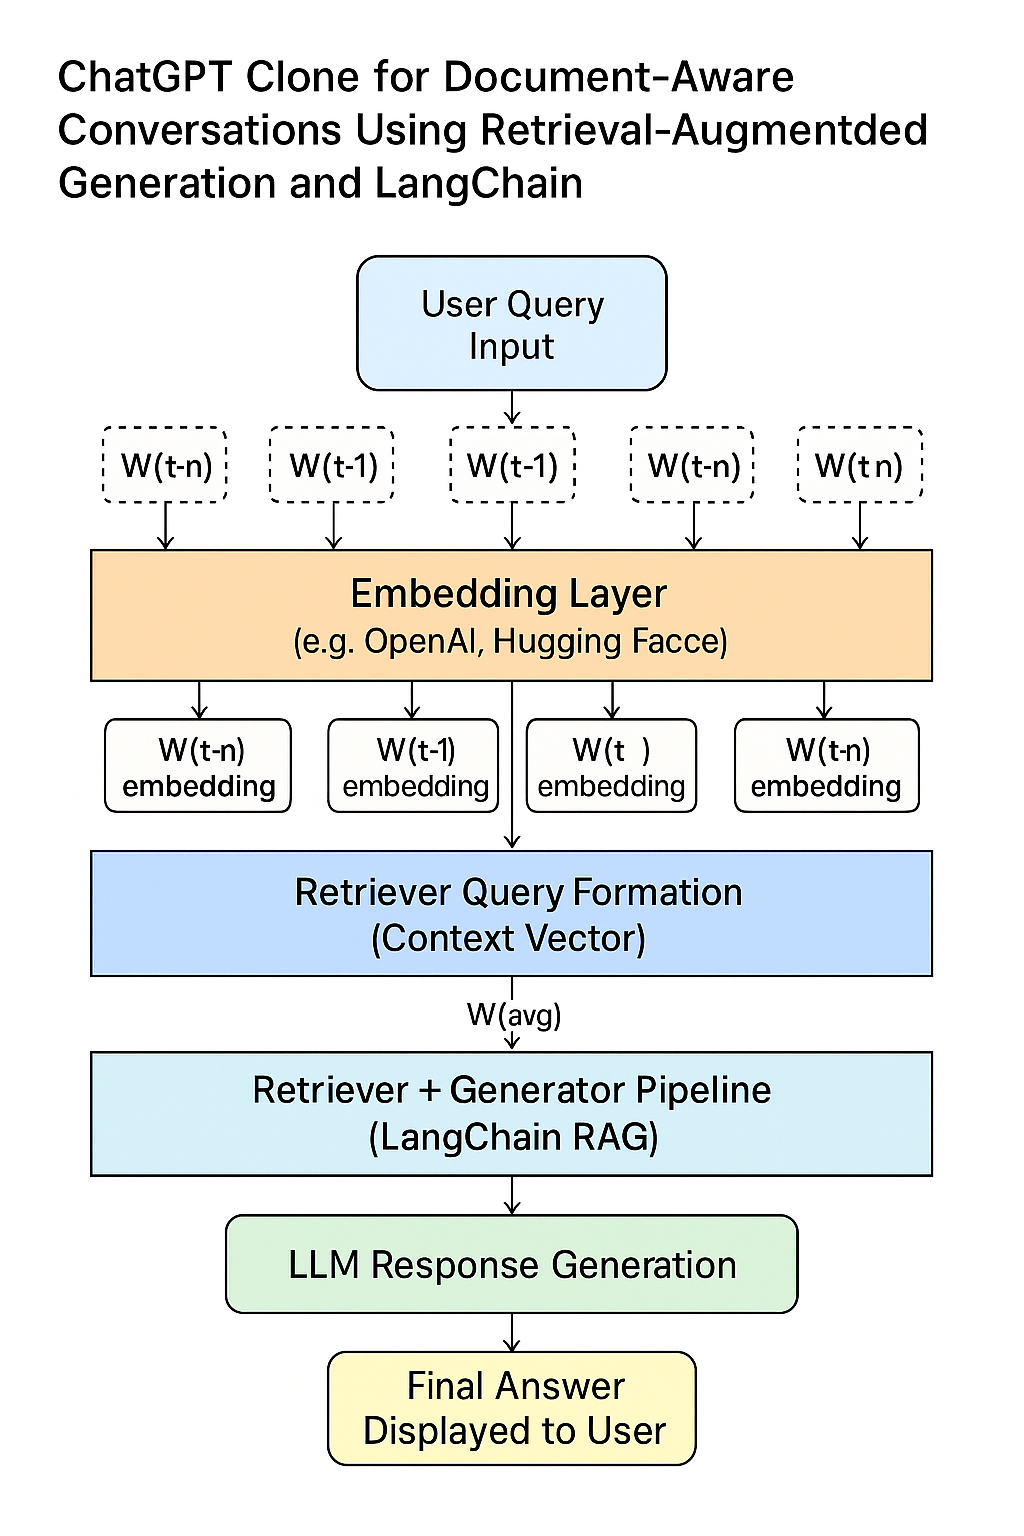 ChatGPT Clone for Document-Aware
Conversations Using Retrieval-Augmentded
Generation and LangChain
User Query
Input
W(t-n) W(t-1) W(t-1) W(t-n) W(t n)
Embedding Layer
(e.g. OpenAI, Hugging Facce)
W(t-n) W(t-1) W(t ) W(t-n)
embedding embedding embedding embedding
Retriever Query Formation
(Context Vector)
W(avg)
Retriever + Generator Pipeline
(LangChain RAG)
LLM Response Generation
Final Answer
Displayed to User